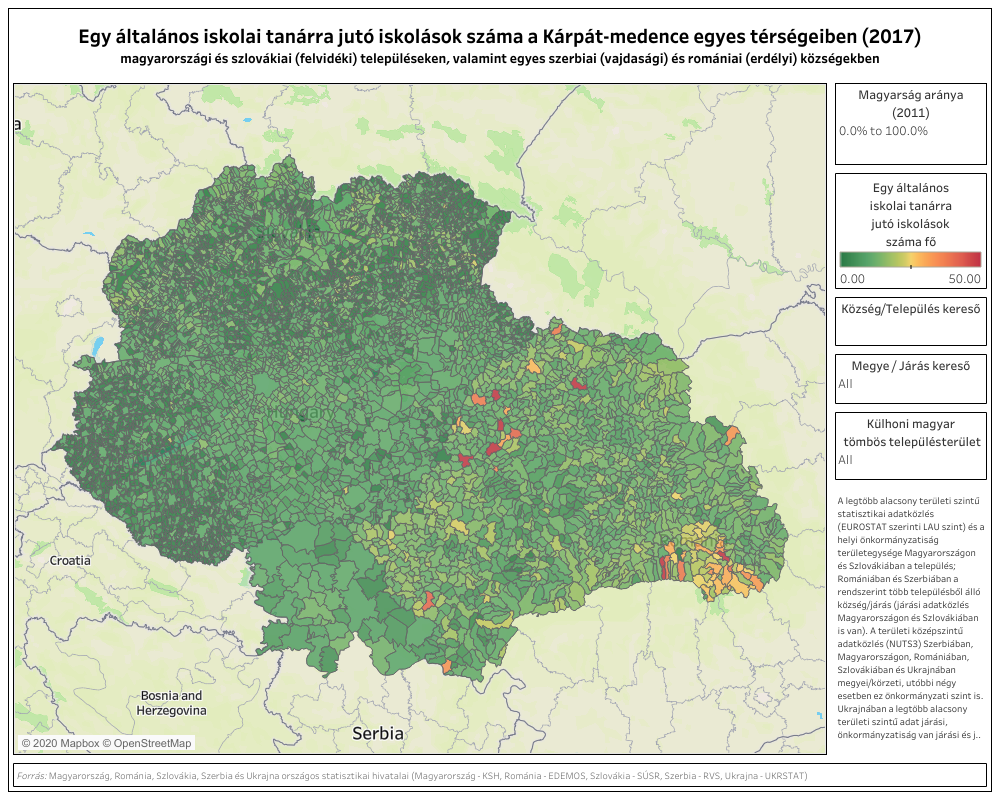 Egy általános iskolai tanárra jutó iskolások száma a Kárpát-medence egyes térségeiben (2017)
magyarországi és szlovákiai (felvidéki) településeken, valamint egyes szerbiai (vajdasági) és romániai (erdélyi) községekben
a
Croatia
Bosnia and
Herzegovina
Serbia
© 2020 Mapbox © OpenStreetMap
Magyarság aránya
(2011)
0.0% to 100.0%
Egy általános
iskolai tanárra
jutó iskolások
száma fő
0.00 50.00
Község/Település kereső
Megye / Járás kereső
All
Külhoni magyar
tömbös településterület
All
A legtöbb alacsony területi szintű
statisztikai adatközlés
(EUROSTAT szerinti LAU szint) és a
helyi önkormányzatiság
területegysége Magyarországon
és Szlovákiában a település;
Romániában és Szerbiában a
rendszerint több településből álló
község/járás (járási adatközlés
Magyarországon és Szlovákiában
is van). A területi középszintű
adatközlés (NUTS3) Szerbiában,
Magyarországon, Romániában,
Szlovákiában és Ukrajnában
megyei/körzeti, utóbbi négy
esetben ez önkormányzati szint is.
Ukrajnában a legtöbb alacsony
területi szintű adat járási,
önkormányzatiság van járási és j..
Forrás: Magyarország, Románia, Szlovákia, Szerbia és Ukrajna országos statisztikai hivatalai (Magyarország - KSH, Románia - EDEMOS, Szlovákia - SÚSR, Szerbia - RVS, Ukrajna - UKRSTAT)